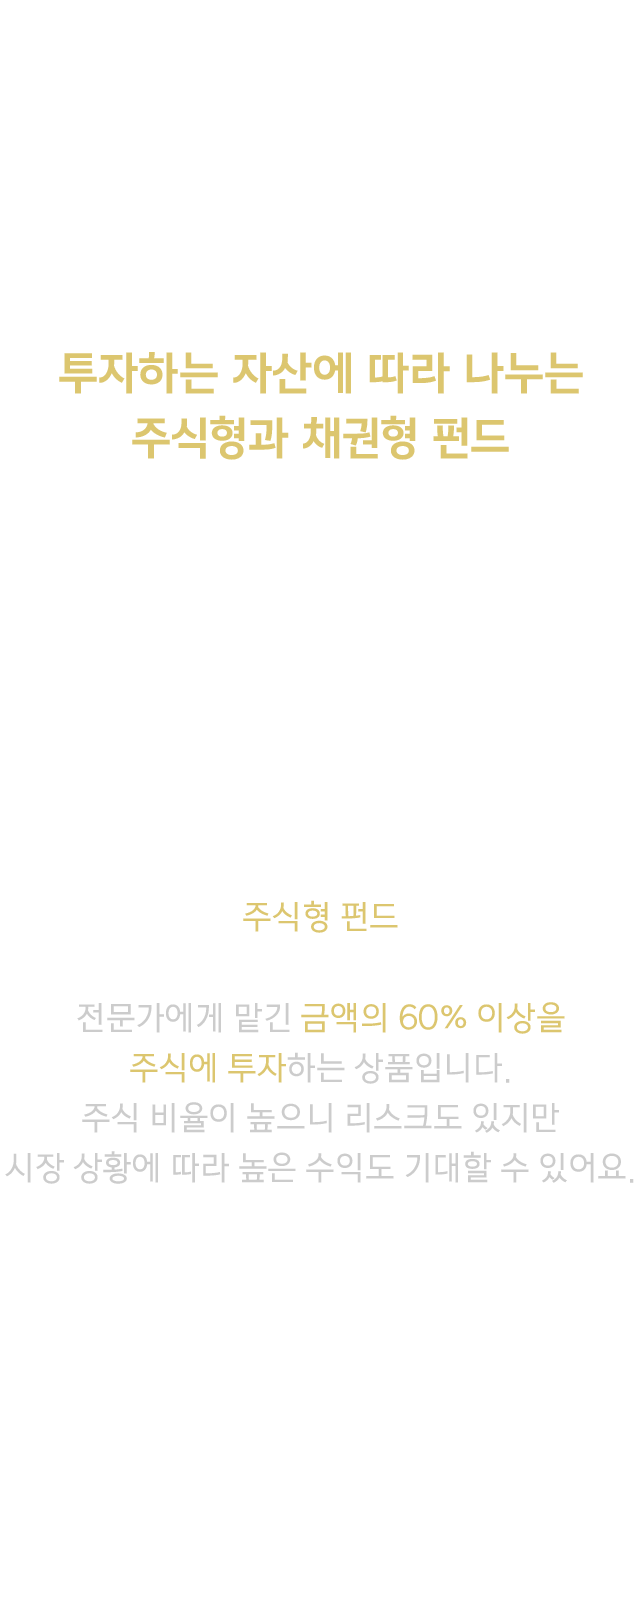 투자하는 자산에 따라 나누는
주식형과 채권형 펀드
주식형 펀드
전문가에게 맡긴 금액의 60% 이상을
주식에 투자하는 상품입니다.
주식 비율이 높으니 리스크도 있지만
시장 상황에 따라 높은 수익도 기대할 수 있어요.